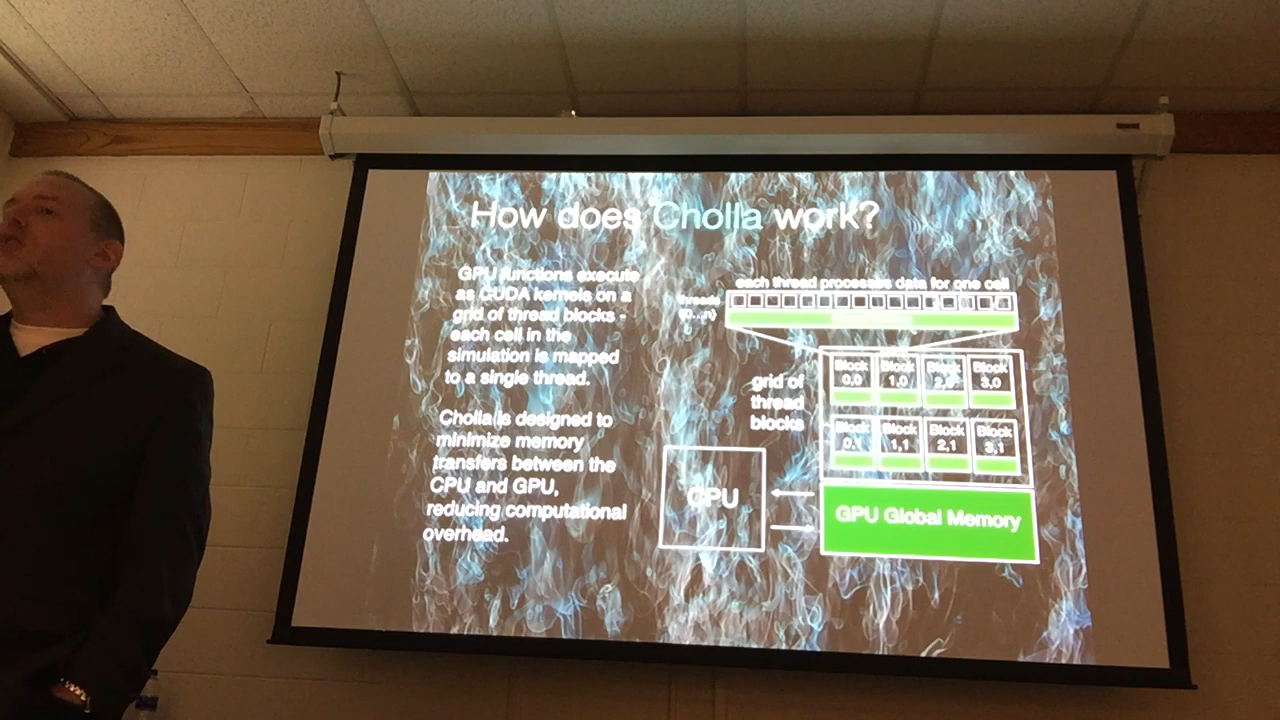 How does Cholla work?
GPU functions execute
as CUDA kernels on a
grid of thread blocks -
each cell in the
simulation is mapped
to a single thread.
Cholla is designed to
minimize memory
transfers between the
CPU and GPU,
reducing computational
overhead.
each thread processes data for one cell
threads
(0...n)
grid of
thread
blocks
Block Block Block Block
0,0 1,0 2,0 3,0
Block Block Block Block
0,1 1,1 2,1 3,1
CPU
GPU Global Memory